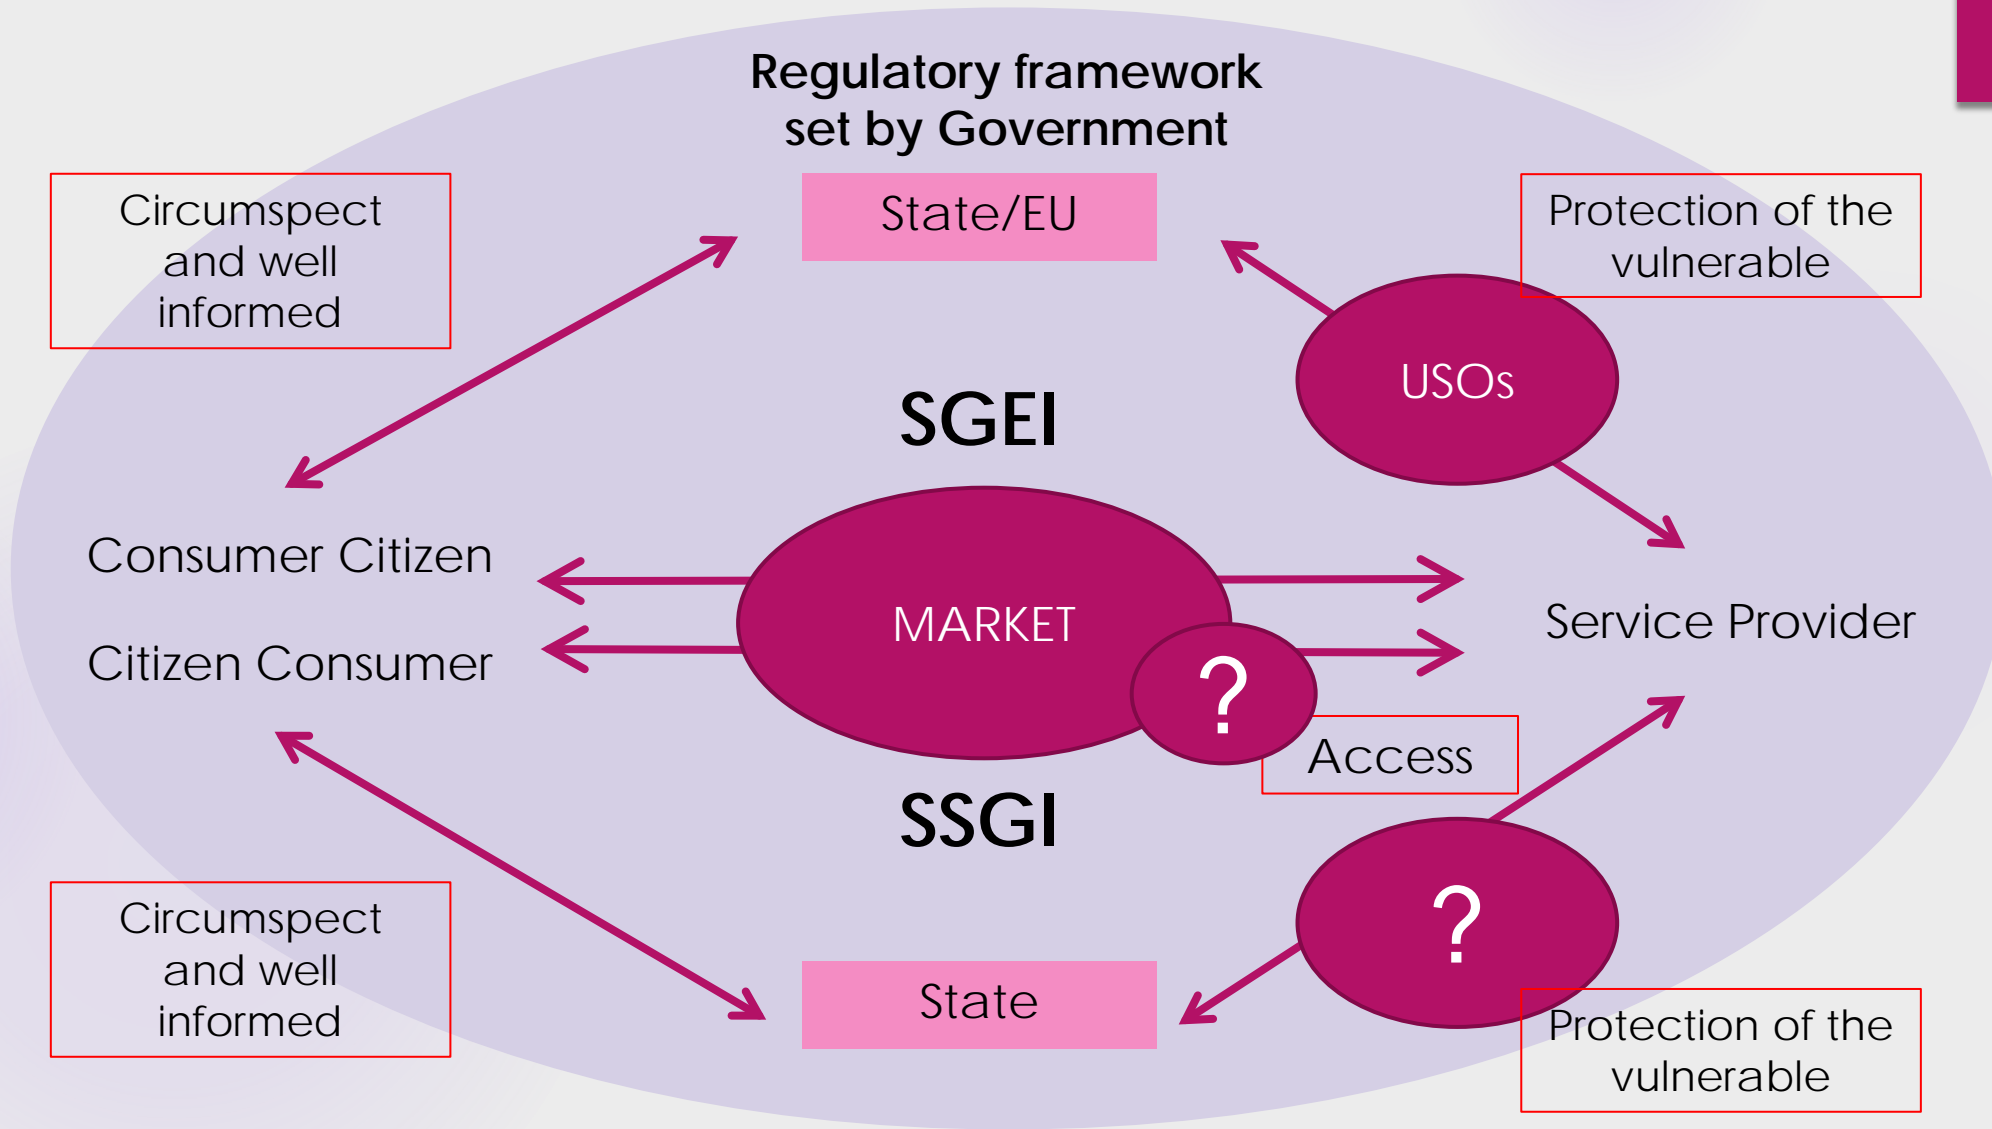 Regulatory framework
set by Government
Circumspect
and well
informed
State/EU
Protection of the
vulnerable
USOs
SGEI
Consumer Citizen
MARKET
Service Provider
Citizen Consumer
?
Access
SSGI
Circumspect
and well
informed
?
State
Protection of the
vulnerable